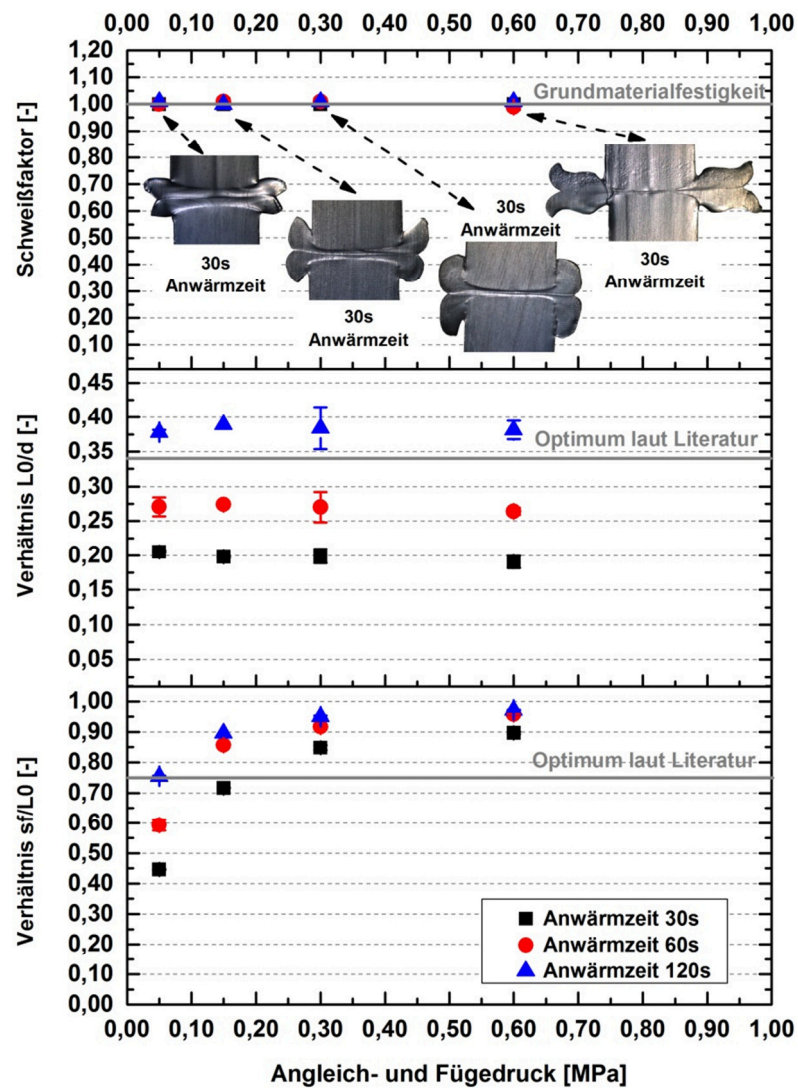 0,00 0,10 0,20 0,30 0,40 0,50 0,60 0,70 0,80 0,90 1,00
1,20
1,10
1,00
0,90
0,80
0,70
0,60
0,50
0,40
0,30
0,20
0,10
Schweißfaktor [-]
Grundmaterialfestigkeit
30s
Anwärmzeit
30s
Anwärmzeit
30s
Anwärmzeit
30s
Anwärmzeit
0,45
0,40
0,35
0,30
0,25
0,20
0,15
0,10
0,05
Verhältnis L0/d [-]
Optimum laut Literatur
1,00
0,90
0,80
0,70
0,60
0,50
0,40
0,30
0,20
0,10
0,00
Verhältnis sf/L0 [-]
Optimum laut Literatur
Anwärmzeit 30s
Anwärmzeit 60s
Anwärmzeit 120s
0,00 0,10 0,20 0,30 0,40 0,50 0,60 0,70 0,80 0,90 1,00
Angleich- und Fügedruck [MPa]